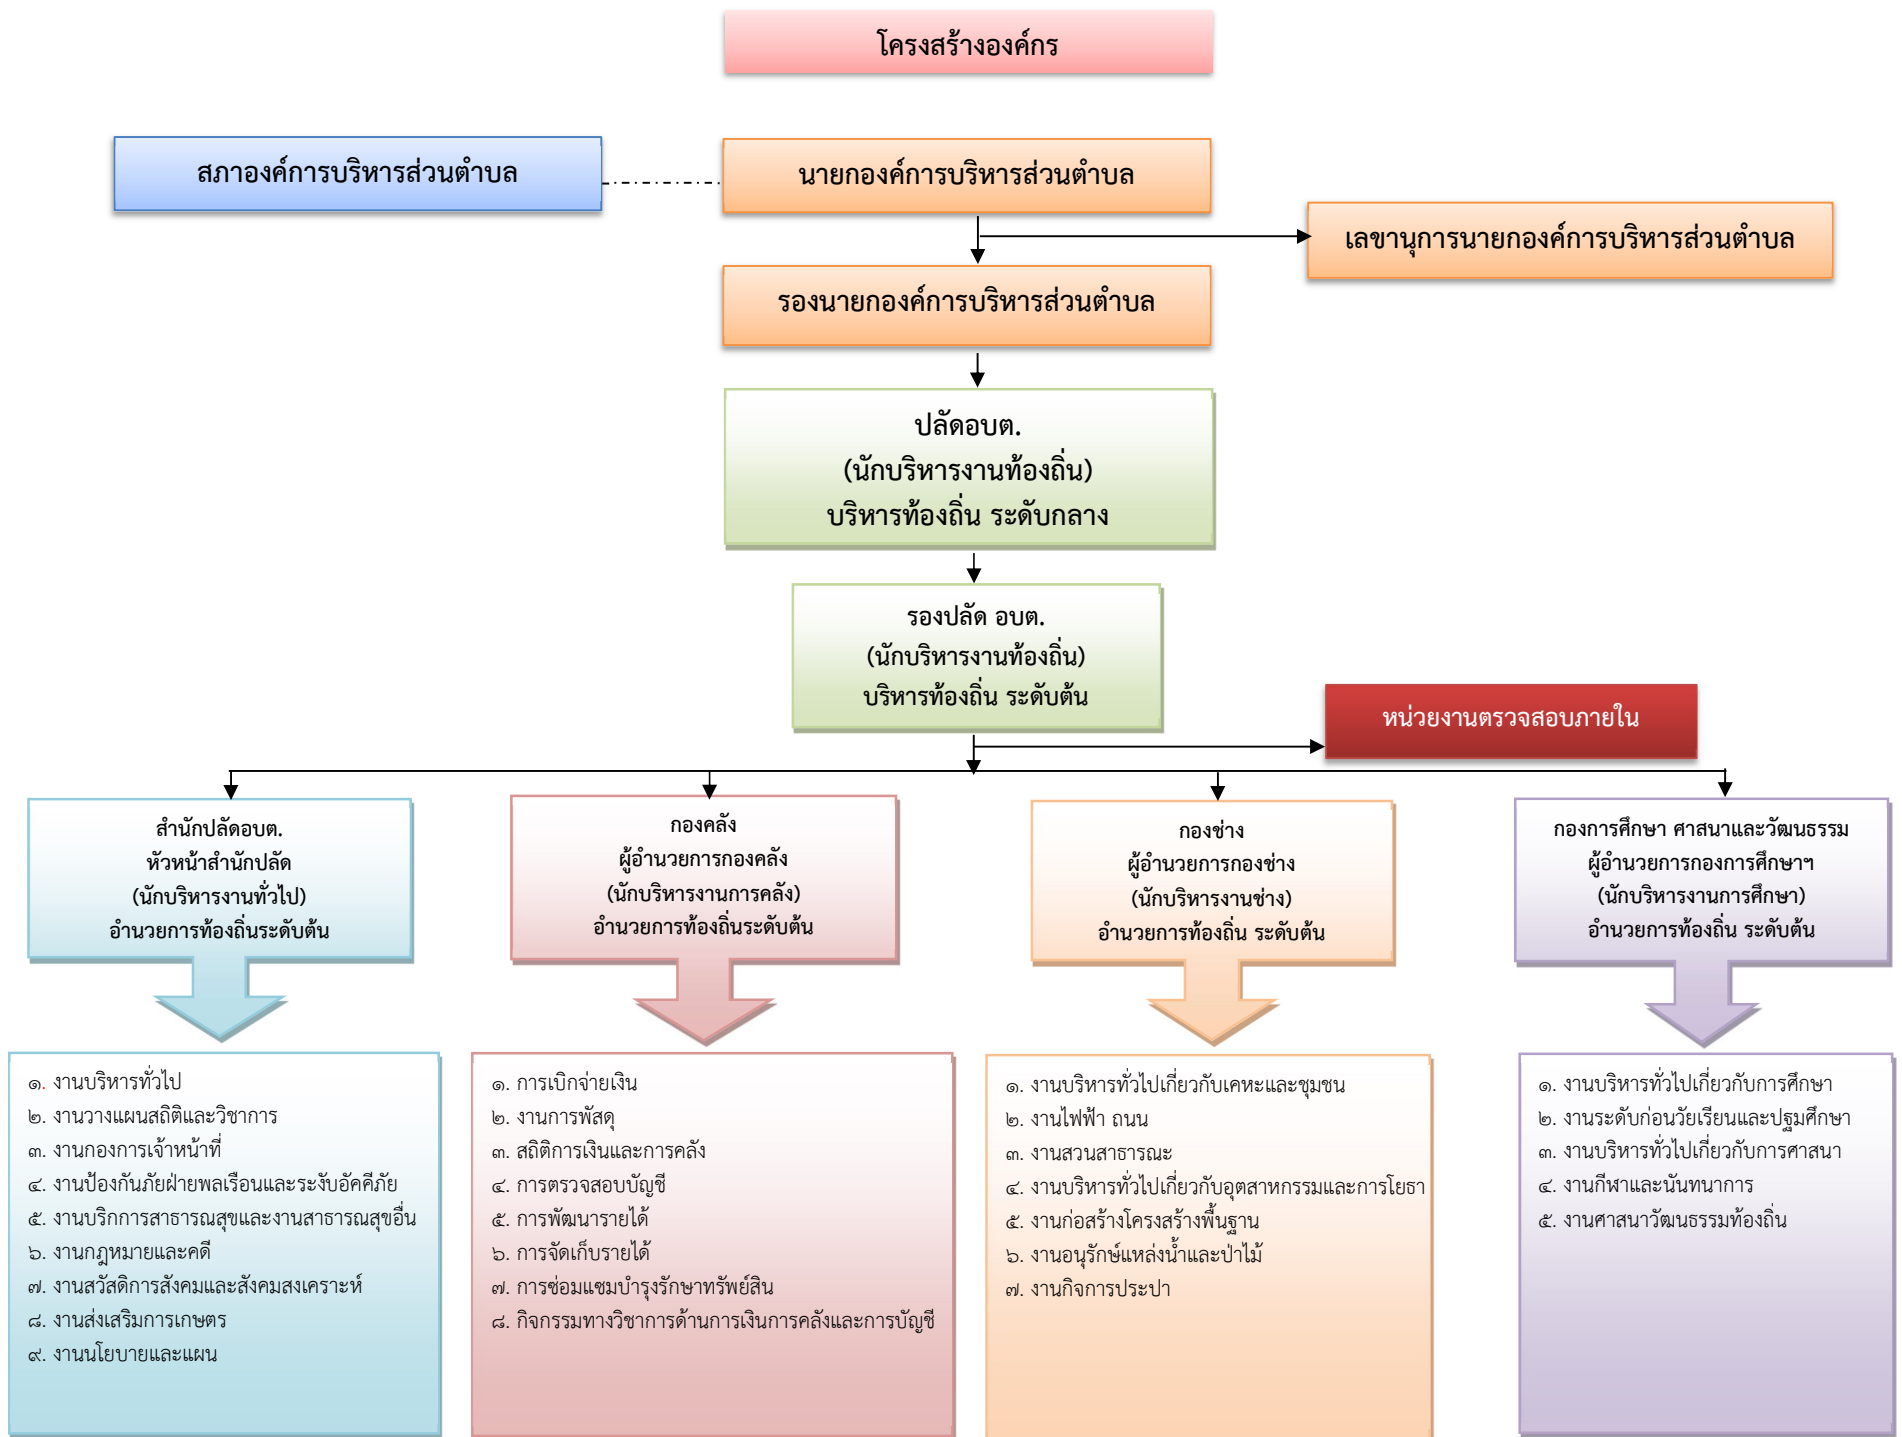 โครงสร้างองค์กร
สภาองค์การบริหารส่วนตำบล
นายกองค์การบริหารส่วนตำบล
เลขานุการนายกองค์การบริหารส่วนตำบล
รองนายกองค์การบริหารส่วนตำบล
ปลัดอบต.
(นักบริหารงานท้องถิ่น)
บริหารท้องถิ่น ระดับกลาง
รองปลัด อบต.
(นักบริหารงานท้องถิ่น)
บริหารท้องถิ่น ระดับต้น
หน่วยงานตรวจสอบภายใน
สำนักปลัดอบต.
หัวหน้าสำนักปลัด
(นักบริหารงานทั่วไป)
อำนวยการท้องถิ่นระดับต้น
กองคลัง
ผู้อำนวยการกองคลัง
(นักบริหารงานการคลัง)
อำนวยการท้องถิ่นระดับต้น
กองช่าง
ผู้อำนวยการกองช่าง
(นักบริหารงานช่าง)
อำนวยการท้องถิ่น ระดับต้น
กองการศึกษา ศาสนาและวัฒนธรรม
ผู้อำนวยการกองการศึกษาฯ
(นักบริหารงานการศึกษา)
อำนวยการท้องถิ่น ระดับต้น
๑. งานบริหารทั่วไป
๒. งานวางแผนสถิติและวิชาการ
๓. งานกองการเจ้าหน้าที่
๔. งานป้องกันภัยฝ่ายพลเรือนและระงับอัคคีภัย
๕. งานบริกการสาธารณสุขและงานสาธารณสุขอื่น
๖. งานกฎหมายและคดี
๗. งานสวัสดิการสังคมและสังคมสงเคราะห์
๘. งานส่งเสริมการเกษตร
๙. งานนโยบายและแผน
๑. การเบิกจ่ายเงิน
๒. งานการพัสดุ
๓. สถิติการเงินและการคลัง
๔. การตรวจสอบบัญชี
๕. การพัฒนารายได้
๖. การจัดเก็บรายได้
๗. การซ่อมแซมบำรุงรักษาทรัพย์สิน
๘. กิจกรรมทางวิชาการด้านการเงินการคลังและการบัญชี
๑. งานบริหารทั่วไปเกี่ยวกับเคหะและชุมชน
๒. งานไฟฟ้า ถนน
๓. งานสวนสาธารณะ
๔. งานบริหารทั่วไปเกี่ยวกับอุตสาหกรรมและการโยธา
๕. งานก่อสร้างโครงสร้างพื้นฐาน
๖. งานอนุรักษ์แหล่งน้ำและป่าไม้
๗. งานกิจการประปา
๑. งานบริหารทั่วไปเกี่ยวกับการศึกษา
๒. งานระดับก่อนวัยเรียนและปฐมศึกษา
๓. งานบริหารทั่วไปเกี่ยวกับการศาสนา
๔. งานกีฬาและนันทนาการ
๕. งานศาสนาวัฒนธรรมท้องถิ่น